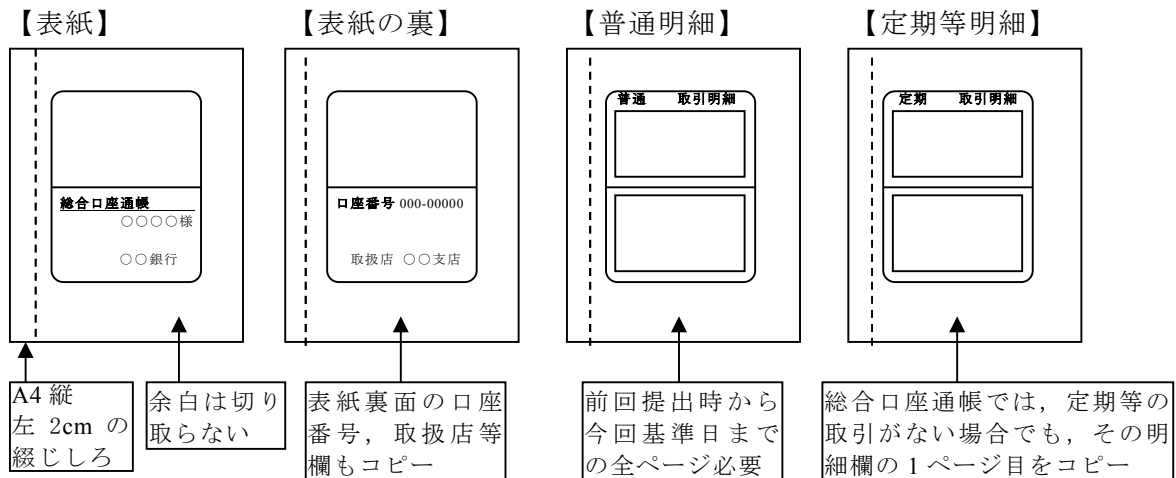 【表紙】
【表紙の裏】
【普通明細】
【定期等明細】
総合口座通帳
○○○○様
○○銀行
口座番号 000-00000
取扱店 ○○支店
普通 取引明細
定期 取引明細
A4 縦
左 2cm の
綴じしろ
余白は切り
取らない
表紙裏面の口座
番号，取扱店等
欄もコピー
前回提出時から
今回基準日まで
の全ページ必要
総合口座通帳では，定期等の
取引がない場合でも，その明
細欄の 1 ページ目をコピー